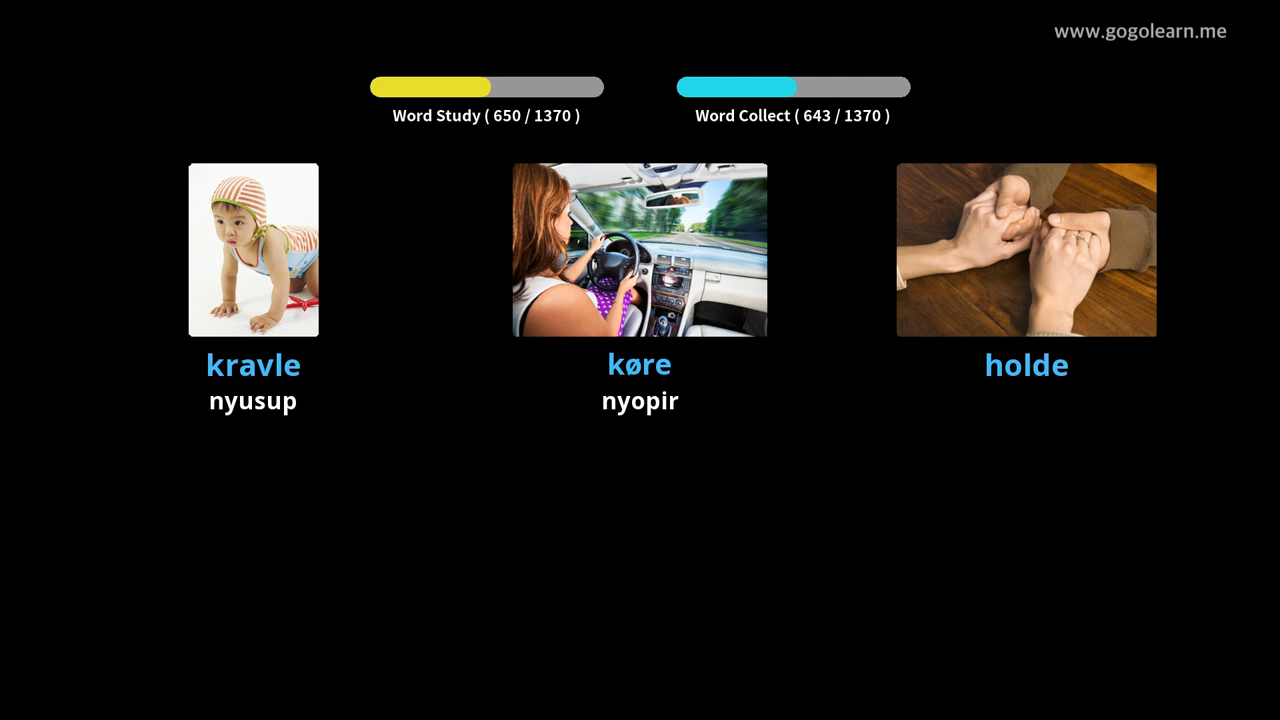 www.gogolearn.me
Word Study ( 650 / 1370 )
Word Collect ( 643 / 1370 )
kravle
nyusup
køre
nyopir
holde